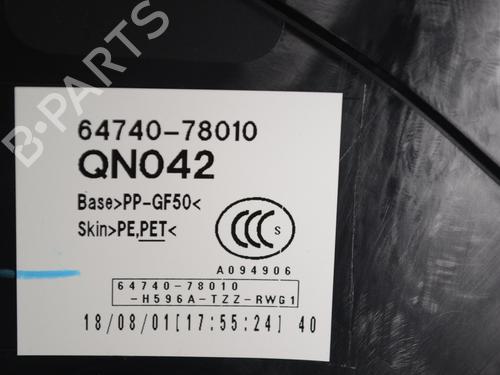 B-PARTS
64740-78010
QN042
Base>PP-GF50<
Skin>PE,PET<
CCC S
A094906
64740-78010
-H596A-TZZ-RWG1
18/08/01[17:55:24] 40